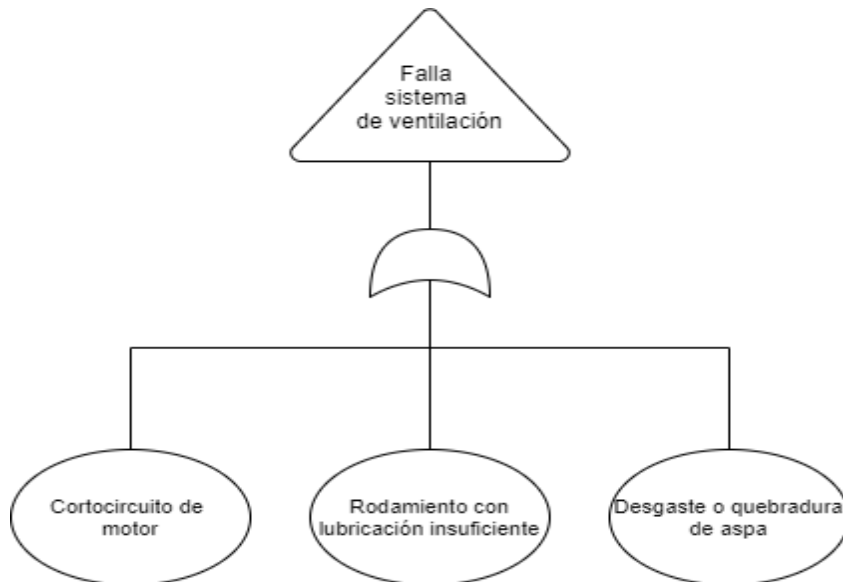 Falla
sistema
de ventilación
Cortocircuito de
motor
Rodamiento con
lubricación insuficiente
Desgaste o quebradura
de aspa